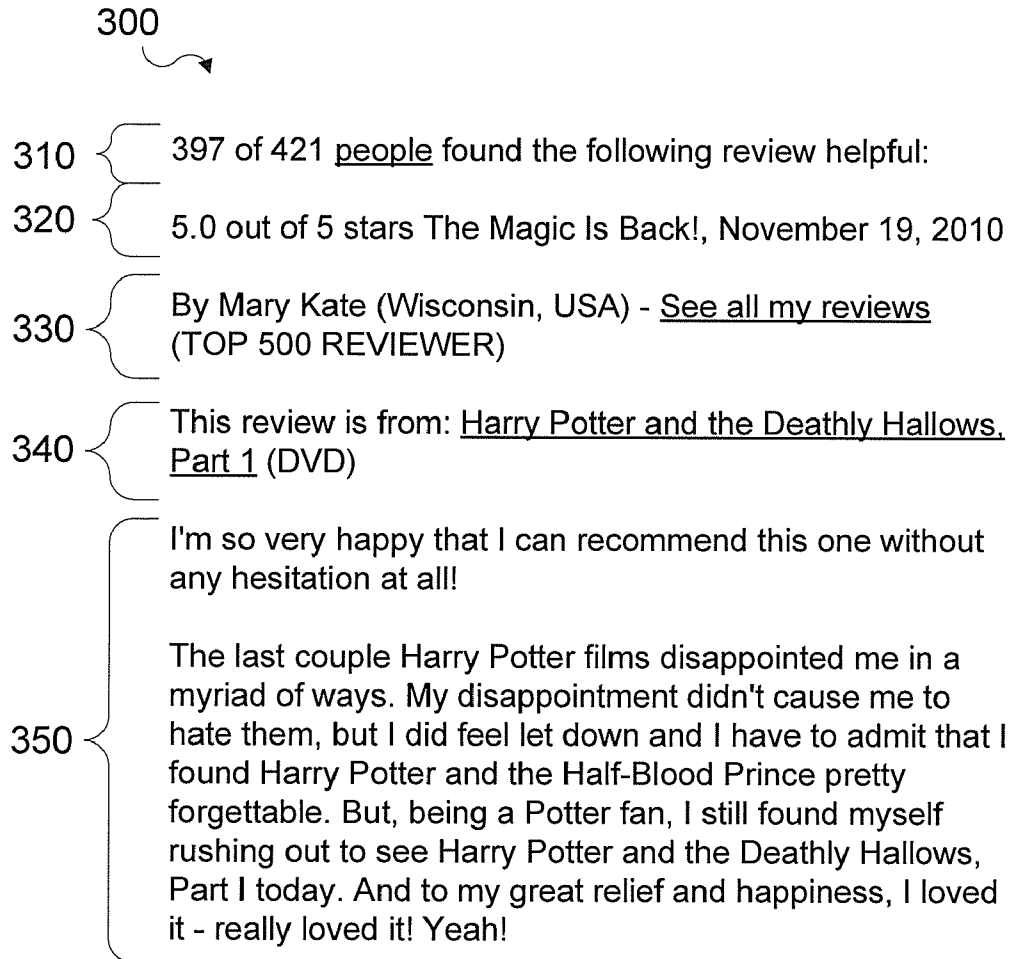 300
310 397 of 421 people found the following review helpful:
320 5.0 out of 5 stars The Magic Is Back!, November 19, 2010
330 By Mary Kate (Wisconsin, USA) - See all my reviews
(TOP 500 REVIEWER)
340 This review is from: Harry Potter and the Deathly Hallows,
Part 1 (DVD)
350 I'm so very happy that I can recommend this one without
any hesitation at all!
The last couple Harry Potter films disappointed me in a
myriad of ways. My disappointment didn't cause me to
hate them, but I did feel let down and I have to admit that I
found Harry Potter and the Half-Blood Prince pretty
forgettable. But, being a Potter fan, I still found myself
rushing out to see Harry Potter and the Deathly Hallows,
Part I today. And to my great relief and happiness, I loved
it - really loved it! Yeah!